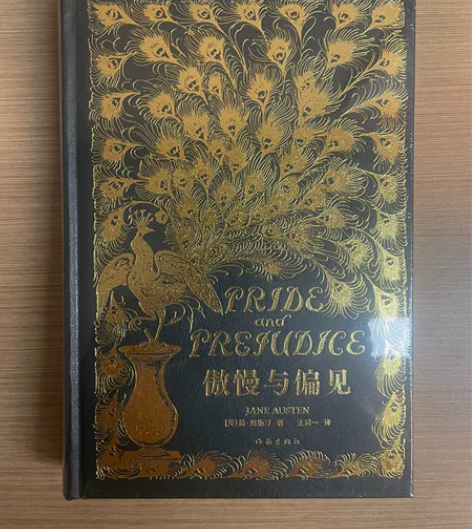 PRIDE
and
PREJUDICE
傲慢与偏见
JANE AUSTEN
[英]简·奥斯汀 著 王晋一 译
作家出版社